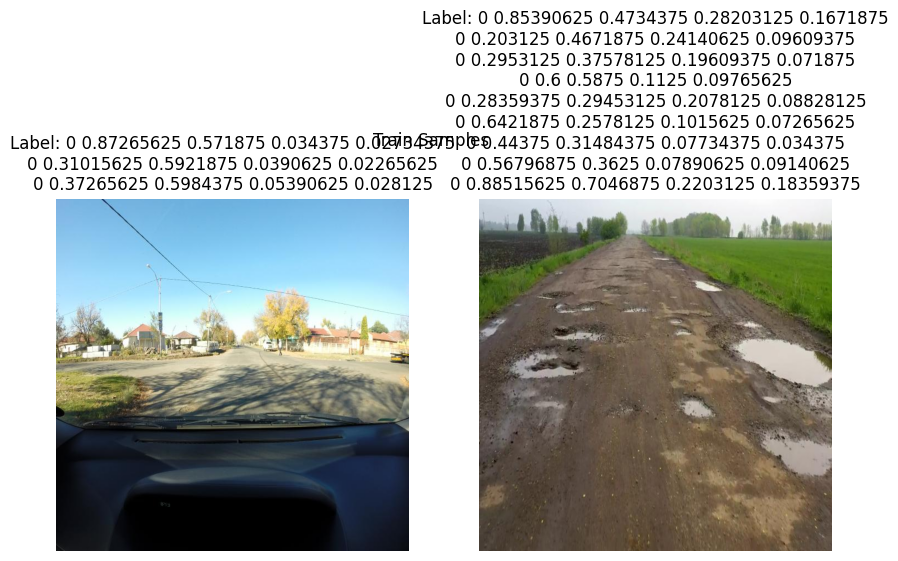 Label: 0 0.87265625 0.571875 0.034375 0.02734375
0 0.31015625 0.5921875 0.0390625 0.02265625
0 0.37265625 0.5984375 0.05390625 0.028125
Train Samples
Label: 0 0.85390625 0.4734375 0.28203125 0.1671875
0 0.203125 0.4671875 0.24140625 0.09609375
0 0.2953125 0.37578125 0.19609375 0.071875
0 0.6 0.5875 0.1125 0.09765625
0 0.28359375 0.29453125 0.2078125 0.08828125
0 0.6421875 0.2578125 0.1015625 0.07265625
0 0.44375 0.31484375 0.07734375 0.034375
0 0.56796875 0.3625 0.07890625 0.09140625
0 0.88515625 0.7046875 0.2203125 0.18359375